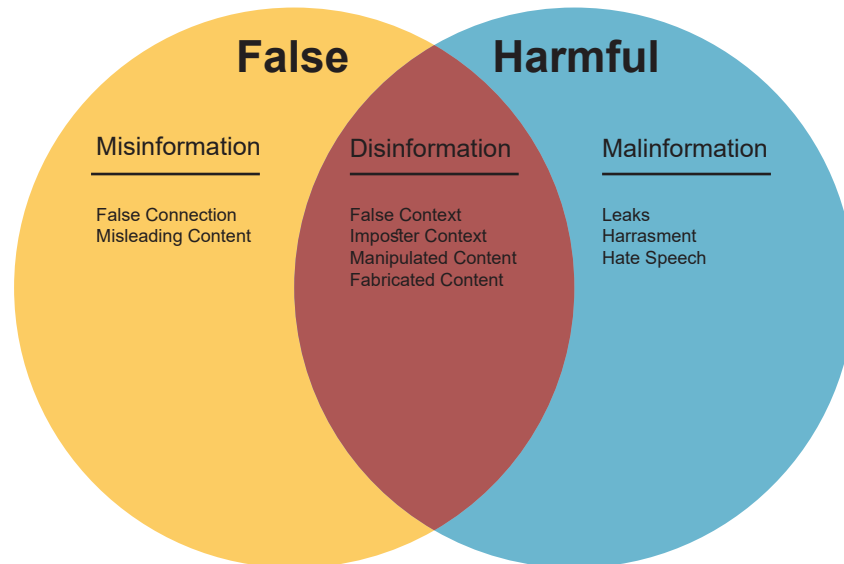 False
Harmful
Misinformation
False Connection
Misleading Content
Disinformation
False Context
Imposter Context
Manipulated Content
Fabricated Content
Malinformation
Leaks
Harrasment
Hate Speech